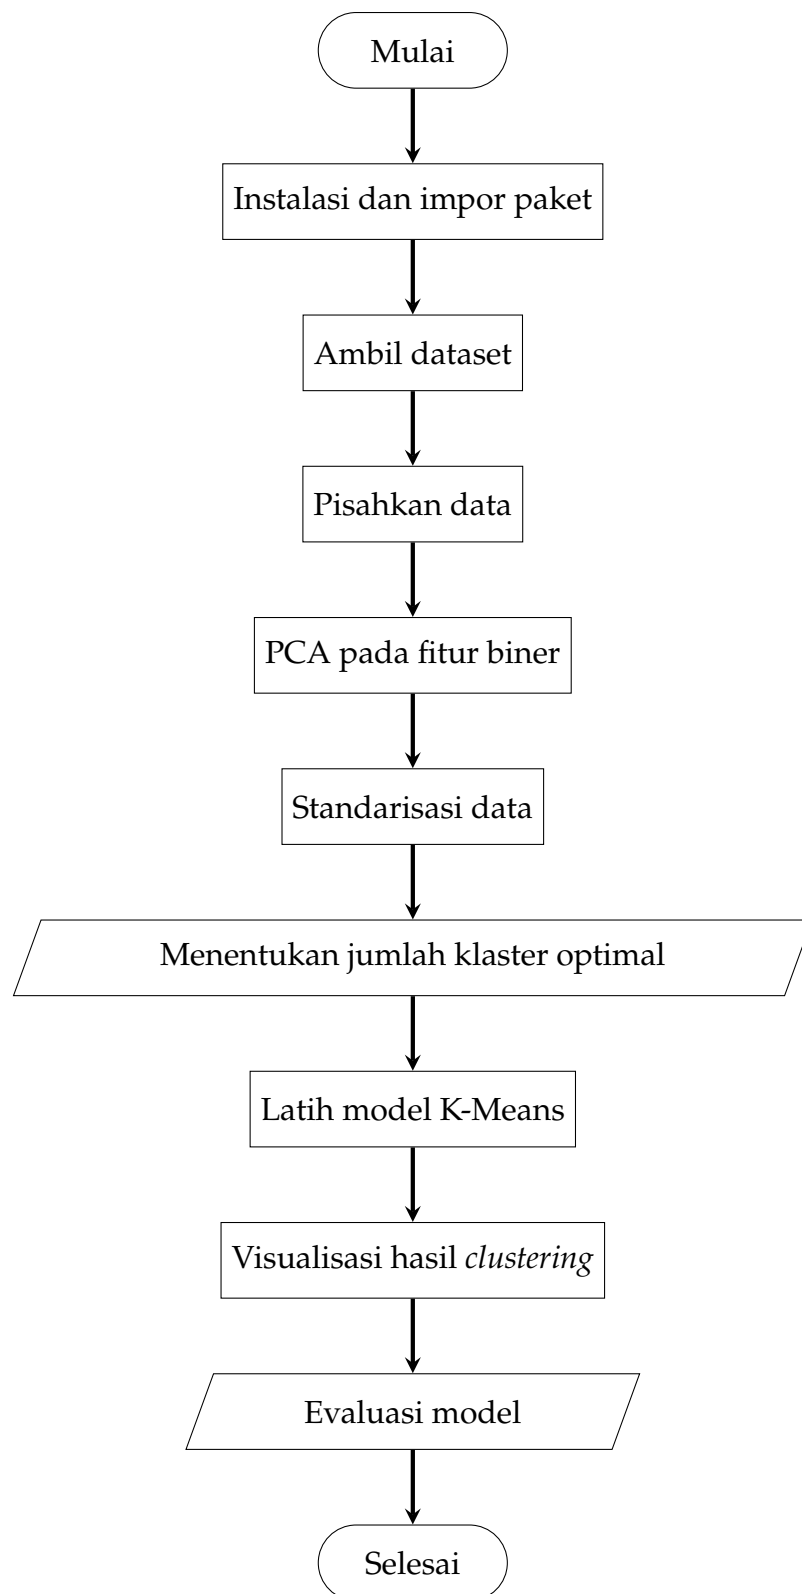 Mulai
Instalasi dan impor paket
Ambil dataset
Pisahkan data
PCA pada fitur biner
Standarisasi data
Menentukan jumlah klaster optimal
Latih model K-Means
Visualisasi hasil clustering
Evaluasi model
Selesai